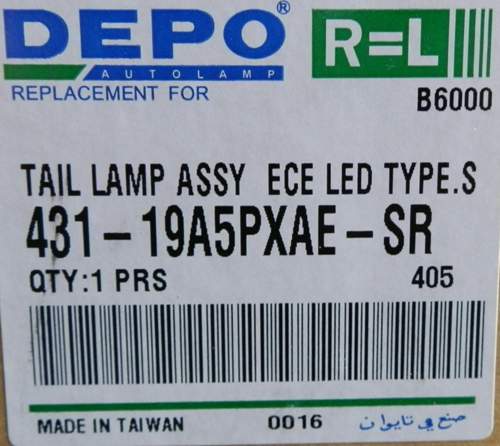 DEPO® R=L
AUTOLAMP
REPLACEMENT FOR
B6000
TAIL LAMP ASSY ECE LED TYPE.S
431-19A5PXAE-SR
QTY:1 PRS 405
MADE IN TAIWAN 0016 صنع في تايوان